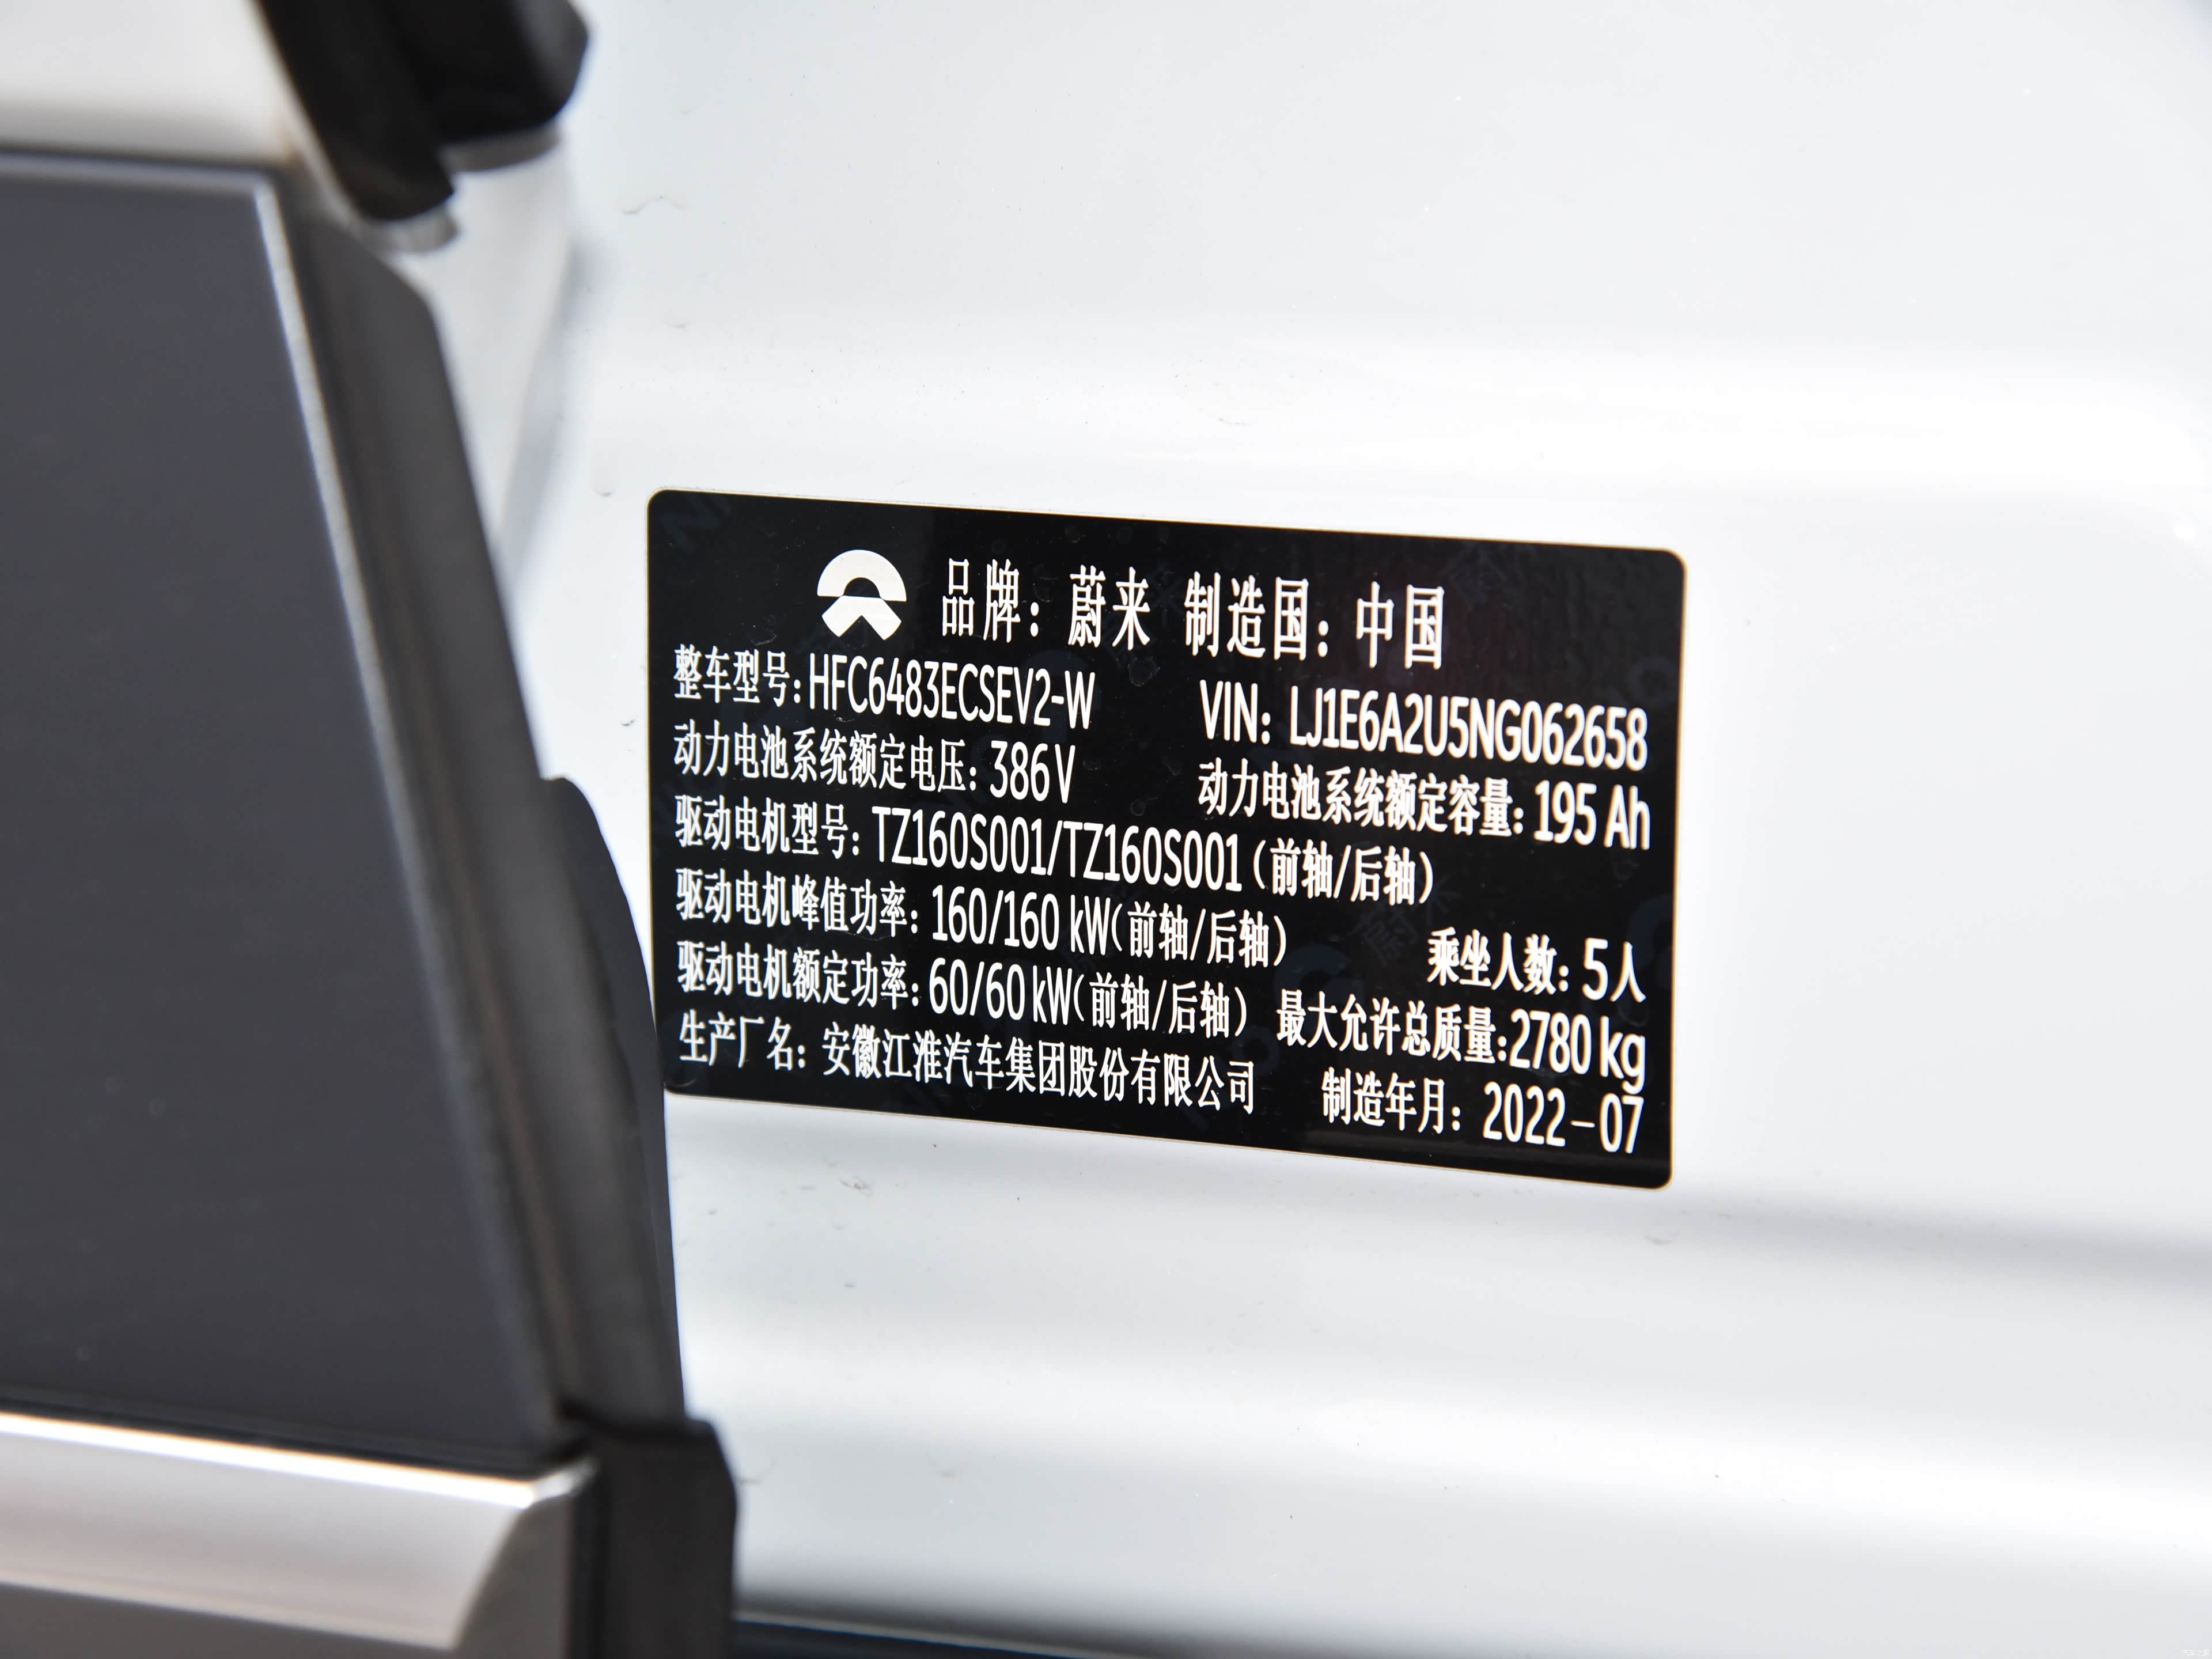 品牌：蔚来 制造国：中国
整车型号：HFC6483ECSEV2-W VIN：LJ1E6A2U5NG062658
动力电池系统额定电压：386V 动力电池系统额定容量：195 Ah
驱动电机型号：TZ160S001/TZ160S001（前轴/后轴）
驱动电机峰值功率：160/160 kW（前轴/后轴） 乘坐人数：5人
驱动电机额定功率：60/60 kW（前轴/后轴） 最大允许总质量：2780 kg
生产厂名：安徽江淮汽车集团股份有限公司 制造年月：2022-07